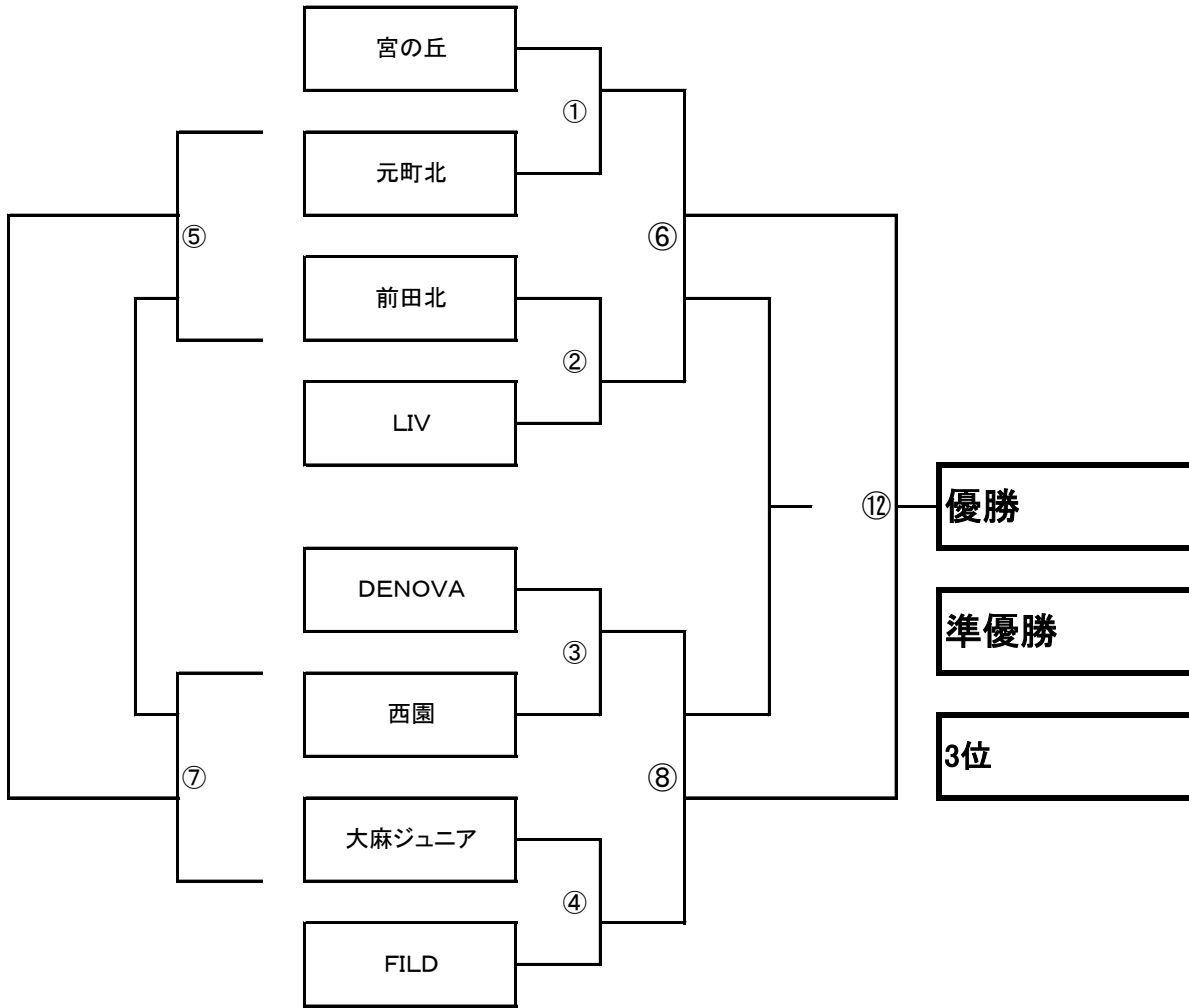 宮の丘
①
元町北
⑤
⑥
前田北
②
LIV
⑫
優勝
DENOVA
準優勝
③
西園
3位
⑦
⑧
大麻ジュニア
④
FILD